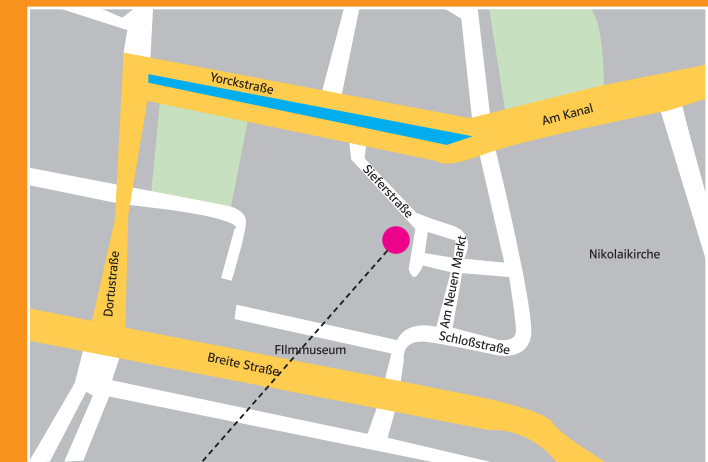 Yorckstraße
Am Kanal
Sieferstraße
Am Neuen Markt
Nikolaikirche
Dortustraße
Schloßstraße
FIlmmuseum
Breite Straße